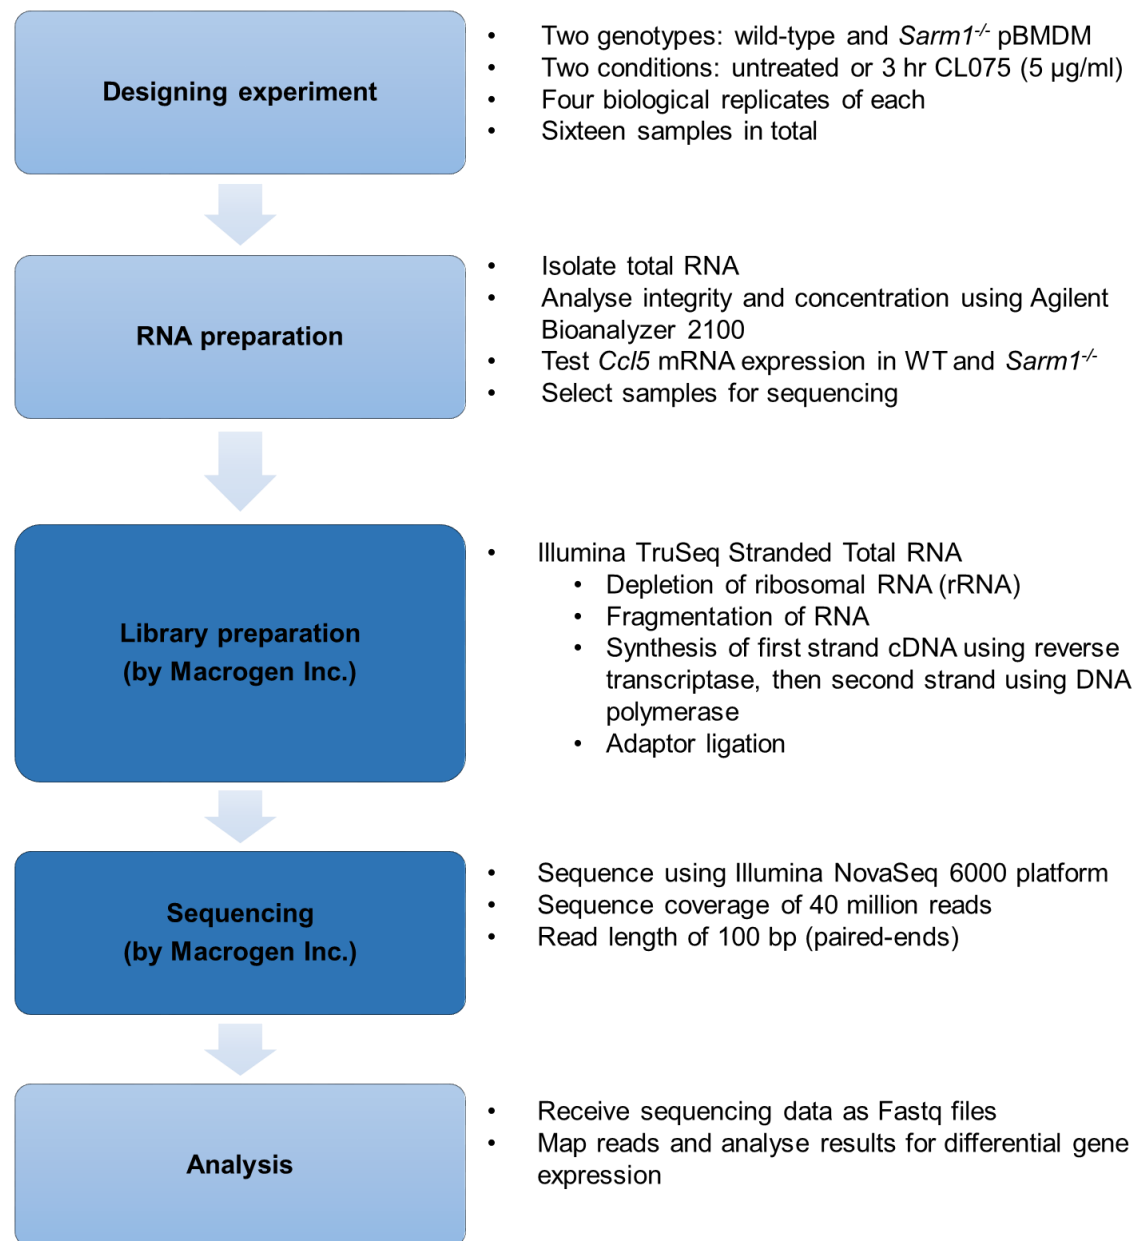 Designing experiment
• Two genotypes: wild-type and Sarm1-/- pBMDM
• Two conditions: untreated or 3 hr CL075 (5 µg/ml)
• Four biological replicates of each
• Sixteen samples in total
RNA preparation
• Isolate total RNA
• Analyse integrity and concentration using Agilent
Bioanalyzer 2100
• Test Ccl5 mRNA expression in WT and Sarm1-/-
• Select samples for sequencing
Library preparation
(by Macrogen Inc.)
• Illumina TruSeq Stranded Total RNA
• Depletion of ribosomal RNA (rRNA)
• Fragmentation of RNA
• Synthesis of first strand cDNA using reverse
transcriptase, then second strand using DNA
polymerase
• Adaptor ligation
Sequencing
(by Macrogen Inc.)
• Sequence using Illumina NovaSeq 6000 platform
• Sequence coverage of 40 million reads
• Read length of 100 bp (paired-ends)
Analysis
• Receive sequencing data as Fastq files
• Map reads and analyse results for differential gene
expression